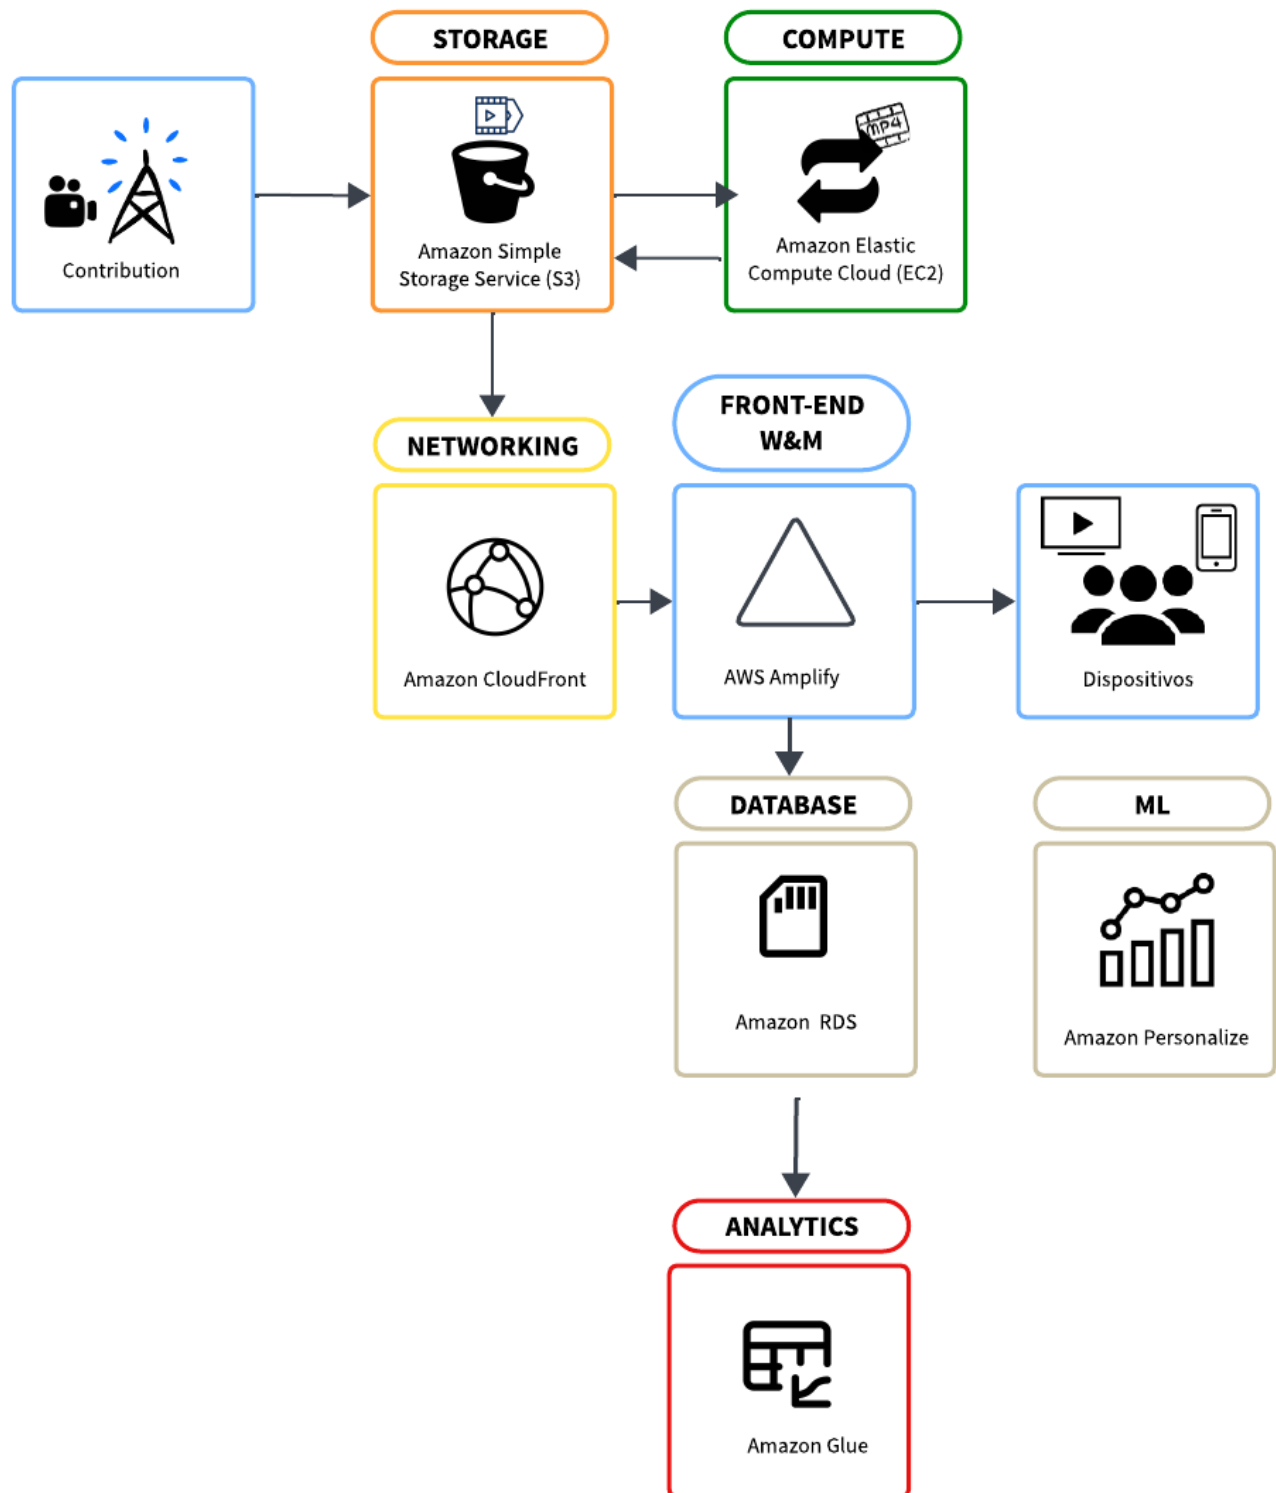 STORAGE
COMPUTE
MP4
Contribution
Amazon Simple
Storage Service (S3)
Amazon Elastic
Compute Cloud (EC2)
NETWORKING
FRONT-END
W&M
Amazon CloudFront
AWS Amplify
Dispositivos
DATABASE
ML
Amazon RDS
Amazon Personalize
ANALYTICS
Amazon Glue